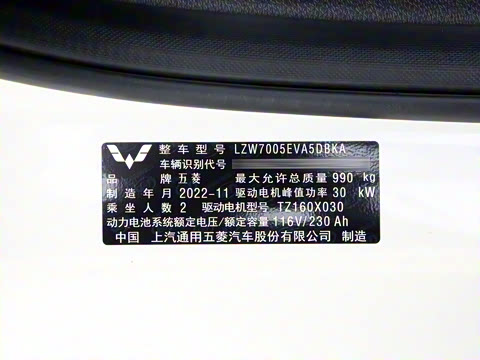 整车型号 LZW7005EVA5DBKA
车辆识别代号
品牌 五菱 最大允许总质量 990 kg
制造年月 2022-11 驱动电机峰值功率 30 kW
乘坐人数 2 驱动电机型号 TZ160X030
动力电池系统额定电压/额定容量 116V/230 Ah
中国 上汽通用五菱汽车股份有限公司 制造